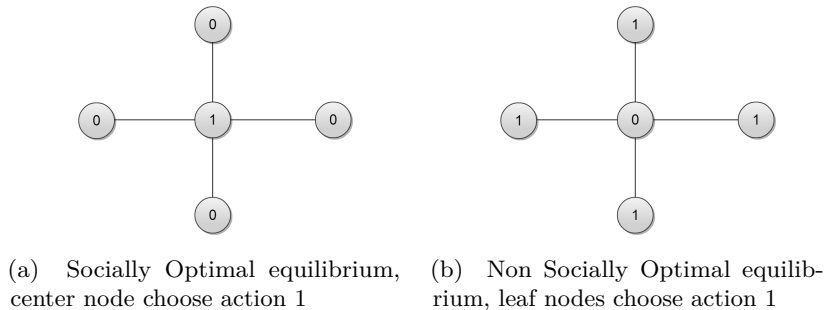 0
0 1 0
0
1
1 0 1
1
(a) Socially Optimal equilibrium,
center node choose action 1
(b) Non Socially Optimal equilib-
rium, leaf nodes choose action 1